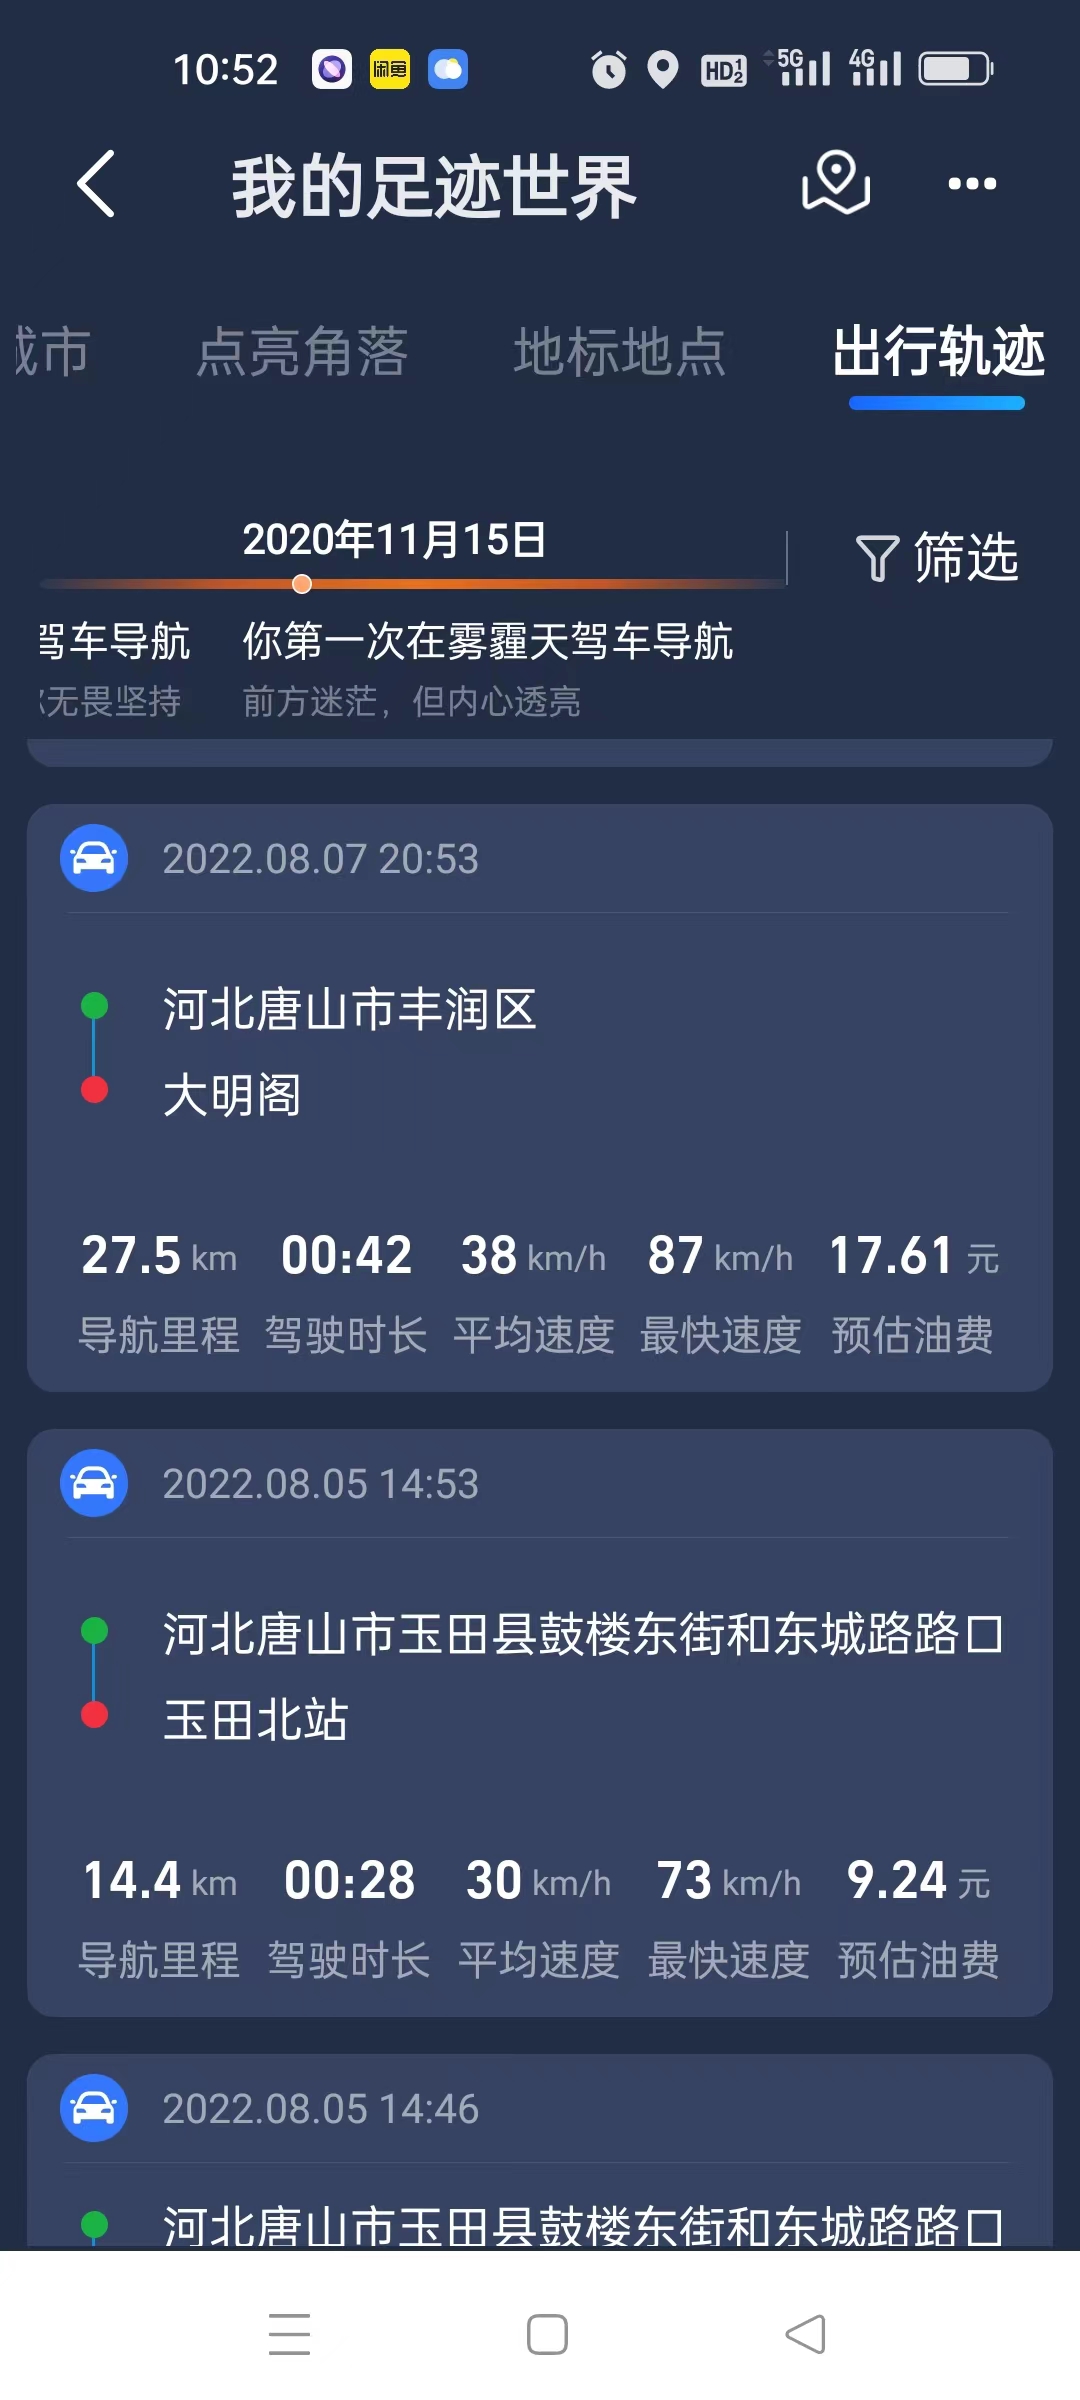 10:52
闲鱼
HD 1 2
5G
4G
我的足迹世界
城市 点亮角落 地标地点 出行轨迹
2020年11月15日
筛选
驾车导航 你第一次在雾霾天驾车导航
无畏坚持 前方迷茫，但内心透亮
2022.08.07 20:53
河北唐山市丰润区
大明阁
27.5 km 00:42 38 km/h 87 km/h 17.61 元
导航里程 驾驶时长 平均速度 最快速度 预估油费
2022.08.05 14:53
河北唐山市玉田县鼓楼东街和东城路路口
玉田北站
14.4 km 00:28 30 km/h 73 km/h 9.24 元
导航里程 驾驶时长 平均速度 最快速度 预估油费
2022.08.05 14:46
河北唐山市玉田县鼓楼东街和东城路路口